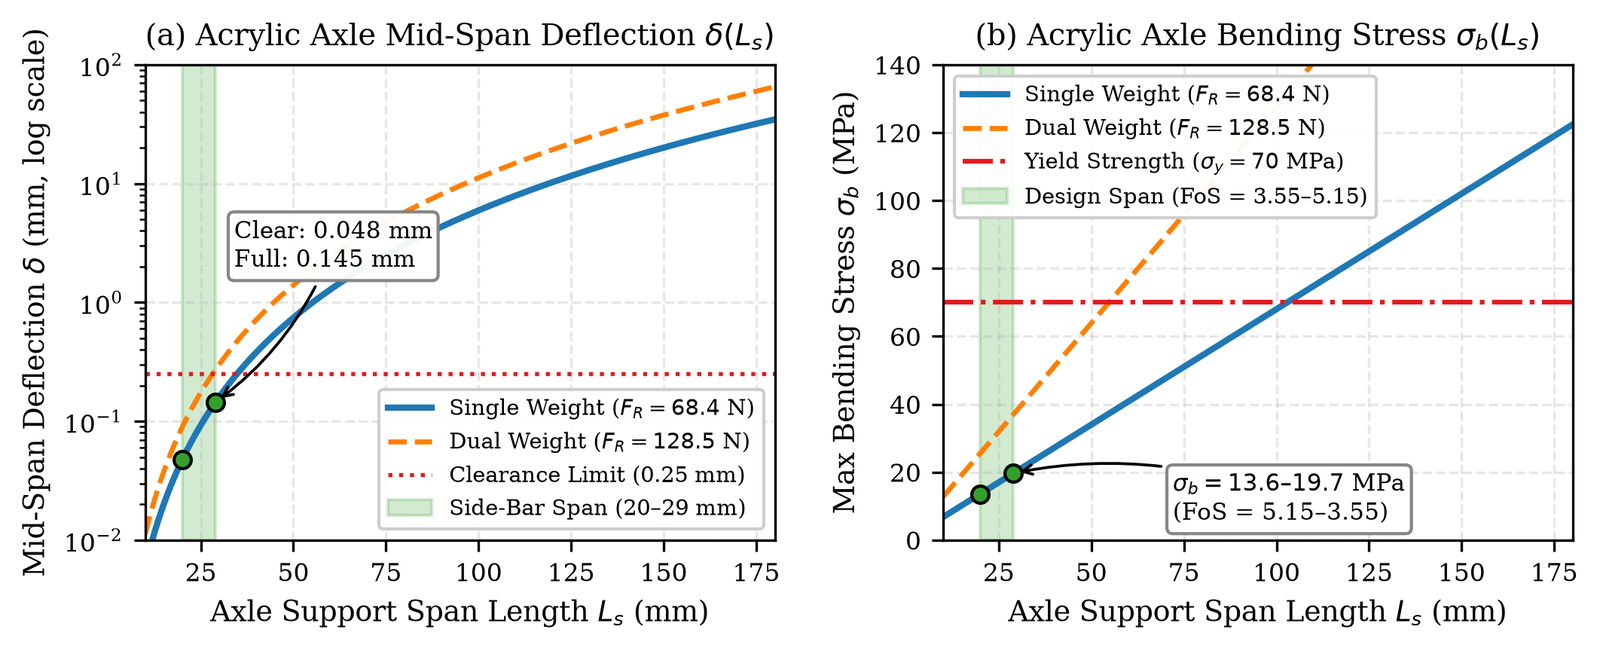 (a) Acrylic Axle Mid-Span Deflection δ(Lₛ)
Mid-Span Deflection δ (mm, log scale)
10²
10¹
10⁰
10⁻¹
10⁻²
Clear: 0.048 mm
Full: 0.145 mm
Single Weight (F_R = 68.4 N)
Dual Weight (F_R = 128.5 N)
Clearance Limit (0.25 mm)
Side-Bar Span (20–29 mm)
25 50 75 100 125 150 175
Axle Support Span Length Lₛ (mm)
(b) Acrylic Axle Bending Stress σ_b(Lₛ)
Max Bending Stress σ_b (MPa)
140
120
100
80
60
40
20
0
Single Weight (F_R = 68.4 N)
Dual Weight (F_R = 128.5 N)
Yield Strength (σ_y = 70 MPa)
Design Span (FoS = 3.55–5.15)
σ_b = 13.6–19.7 MPa
(FoS = 5.15–3.55)
25 50 75 100 125 150 175
Axle Support Span Length Lₛ (mm)